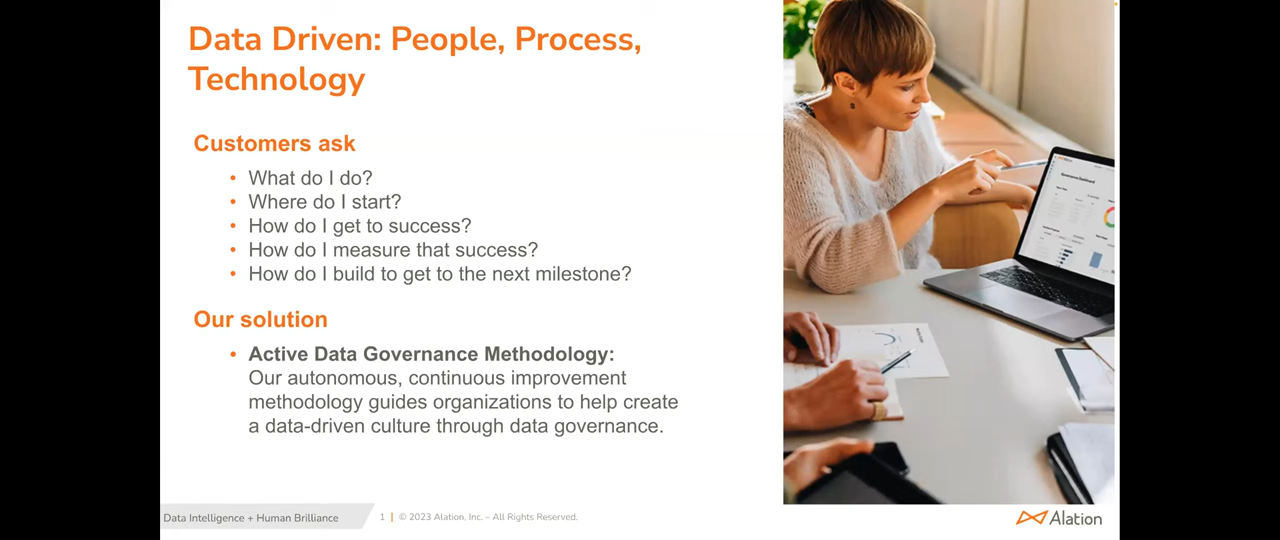 Data Driven: People, Process,
Technology
Customers ask
• What do I do?
• Where do I start?
• How do I get to success?
• How do I measure that success?
• How do I build to get to the next milestone?
Our solution
• Active Data Governance Methodology:
Our autonomous, continuous improvement
methodology guides organizations to help create
a data-driven culture through data governance.
Data Intelligence + Human Brilliance
1 | © 2023 Alation, Inc. – All Rights Reserved.
Alation